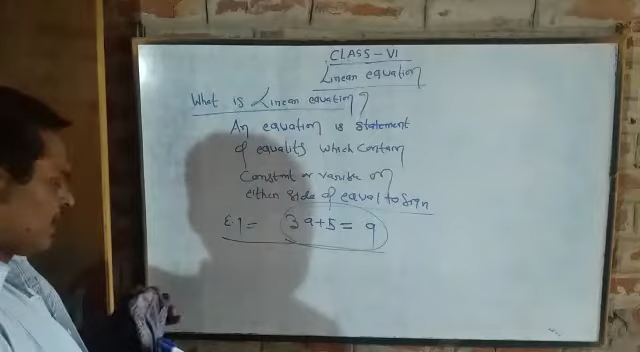 CLASS - VI
Linear equation
What is Linear equation?
An equation is statement
of equality which contain
Constant or varible on
either side of equal to sign
E.g = 3a+5 = 9